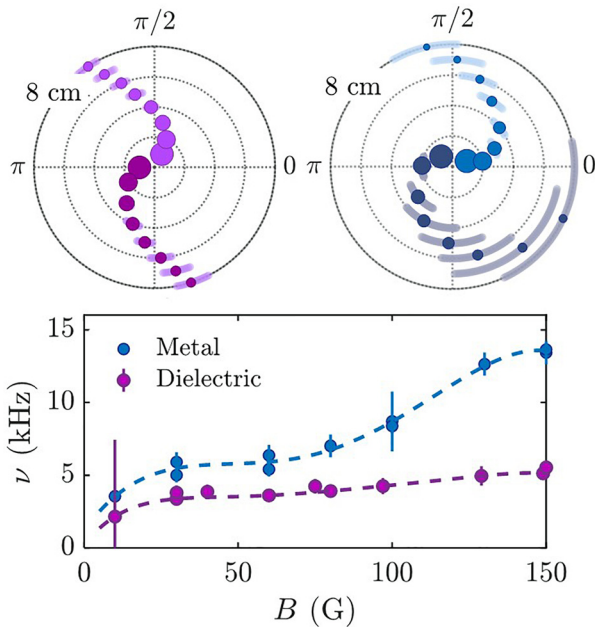 π/2 π/2
8 cm 8 cm
π 0 π 0
15
Metal
Dielectric
10
5
0
ν (kHz)
0 50 100 150
B (G)